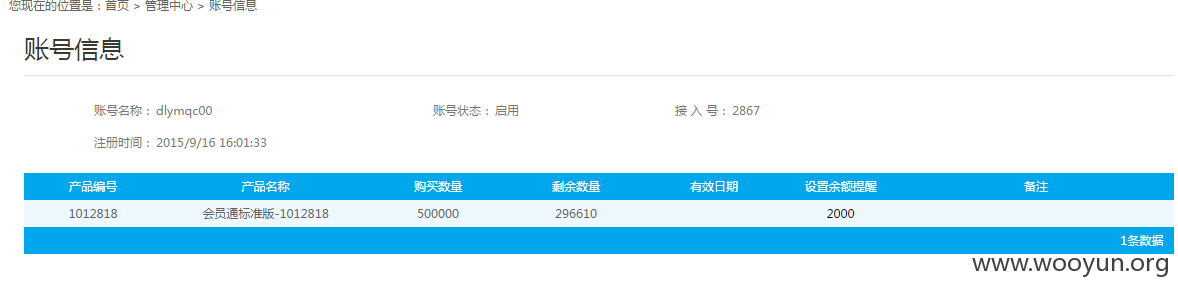 您现在的位置是：首页 > 管理中心 > 账号信息
账号信息
账号名称： dlymqc00 账号状态： 启用 接 入 号： 2867
注册时间： 2015/9/16 16:01:33
产品编号 产品名称 购买数量 剩余数量 有效日期 设置余额提醒 备注
1012818 会员通标准版-1012818 500000 296610 2000
1条数据
www.wooyun.org